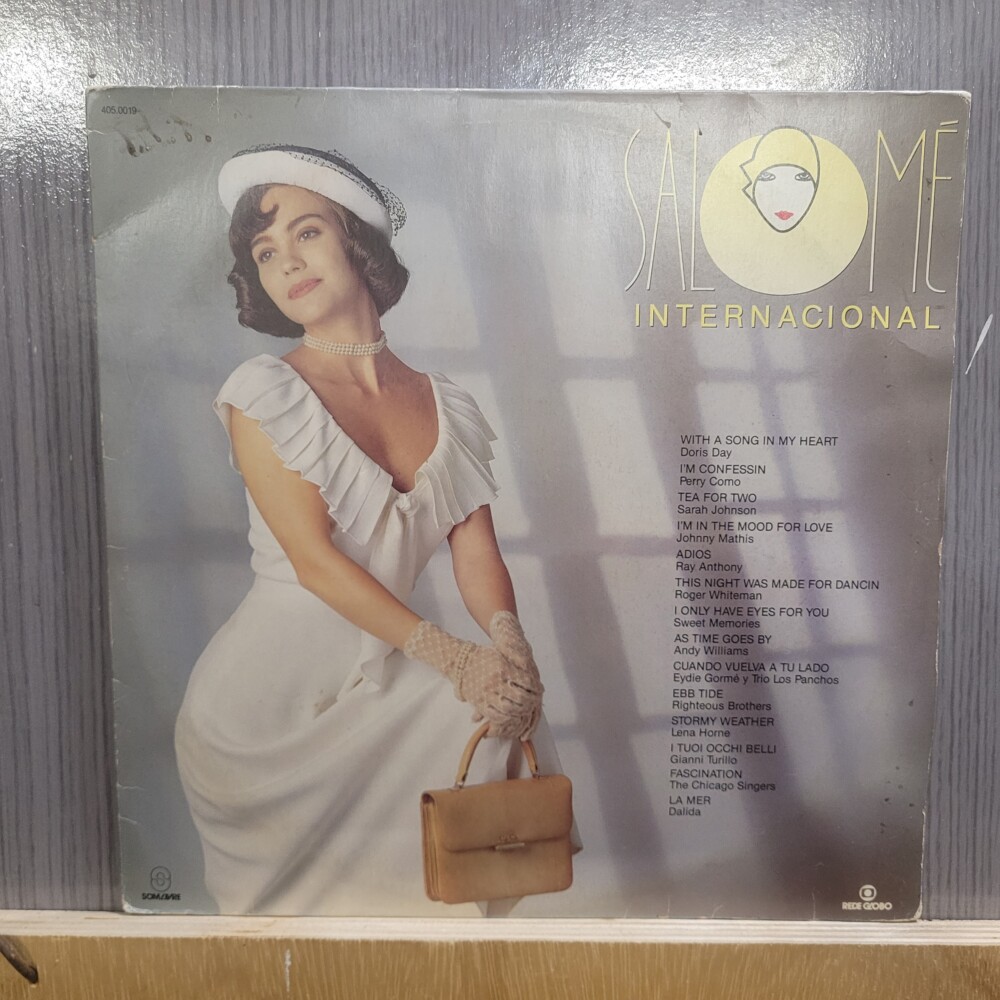 405.0019
SALOMÉ
INTERNACIONAL
WITH A SONG IN MY HEART
Doris Day
I'M CONFESSIN
Perry Como
TEA FOR TWO
Sarah Johnson
I'M IN THE MOOD FOR LOVE
Johnny Mathis
ADIOS
Ray Anthony
THIS NIGHT WAS MADE FOR DANCIN
Roger Whiteman
I ONLY HAVE EYES FOR YOU
Sweet Memories
AS TIME GOES BY
Andy Williams
CUANDO VUELVA A TU LADO
Eydie Gormé y Trio Los Panchos
EBB TIDE
Righteous Brothers
STORMY WEATHER
Lena Horne
I TUOI OCCHI BELLI
Gianni Turillo
FASCINATION
The Chicago Singers
LA MER
Dalida
SOM LIVRE
REDE GLOBO